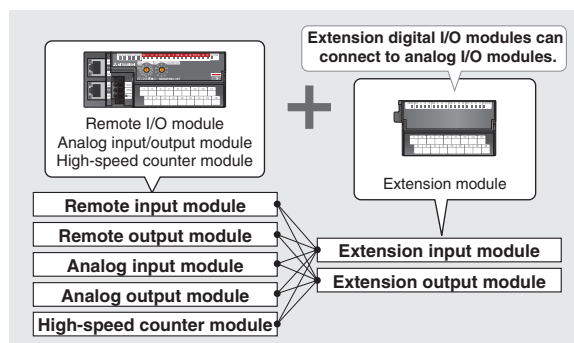 Extension digital I/O modules can
connect to analog I/O modules.
Remote I/O module
Analog input/output module
High-speed counter module
+
Extension module
Remote input module
Remote output module
Analog input module
Analog output module
High-speed counter module
Extension input module
Extension output module